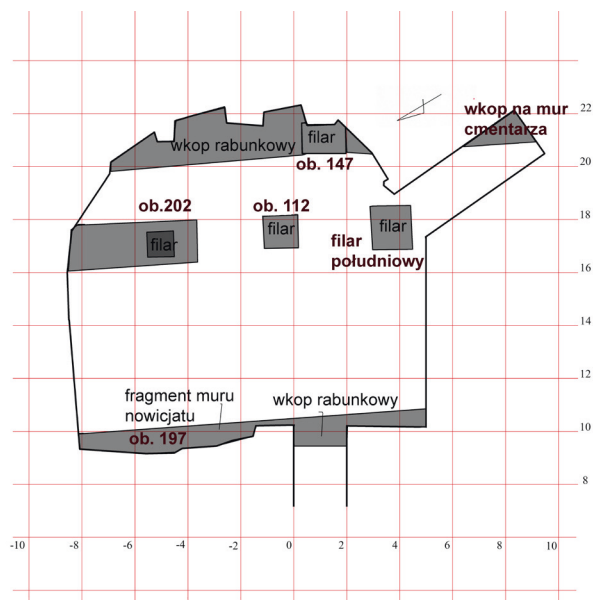 22
wkop na mur
cmentarza
filar
wkop rabunkowy
ob. 147
20
ob.202
ob. 112
18
filar
filar
filar
filar
południowy
16
14
12
fragment muru
nowicjatu
wkop rabunkowy
ob. 197
10
8
-10 -8 -6 -4 -2 0 2 4 6 8 10